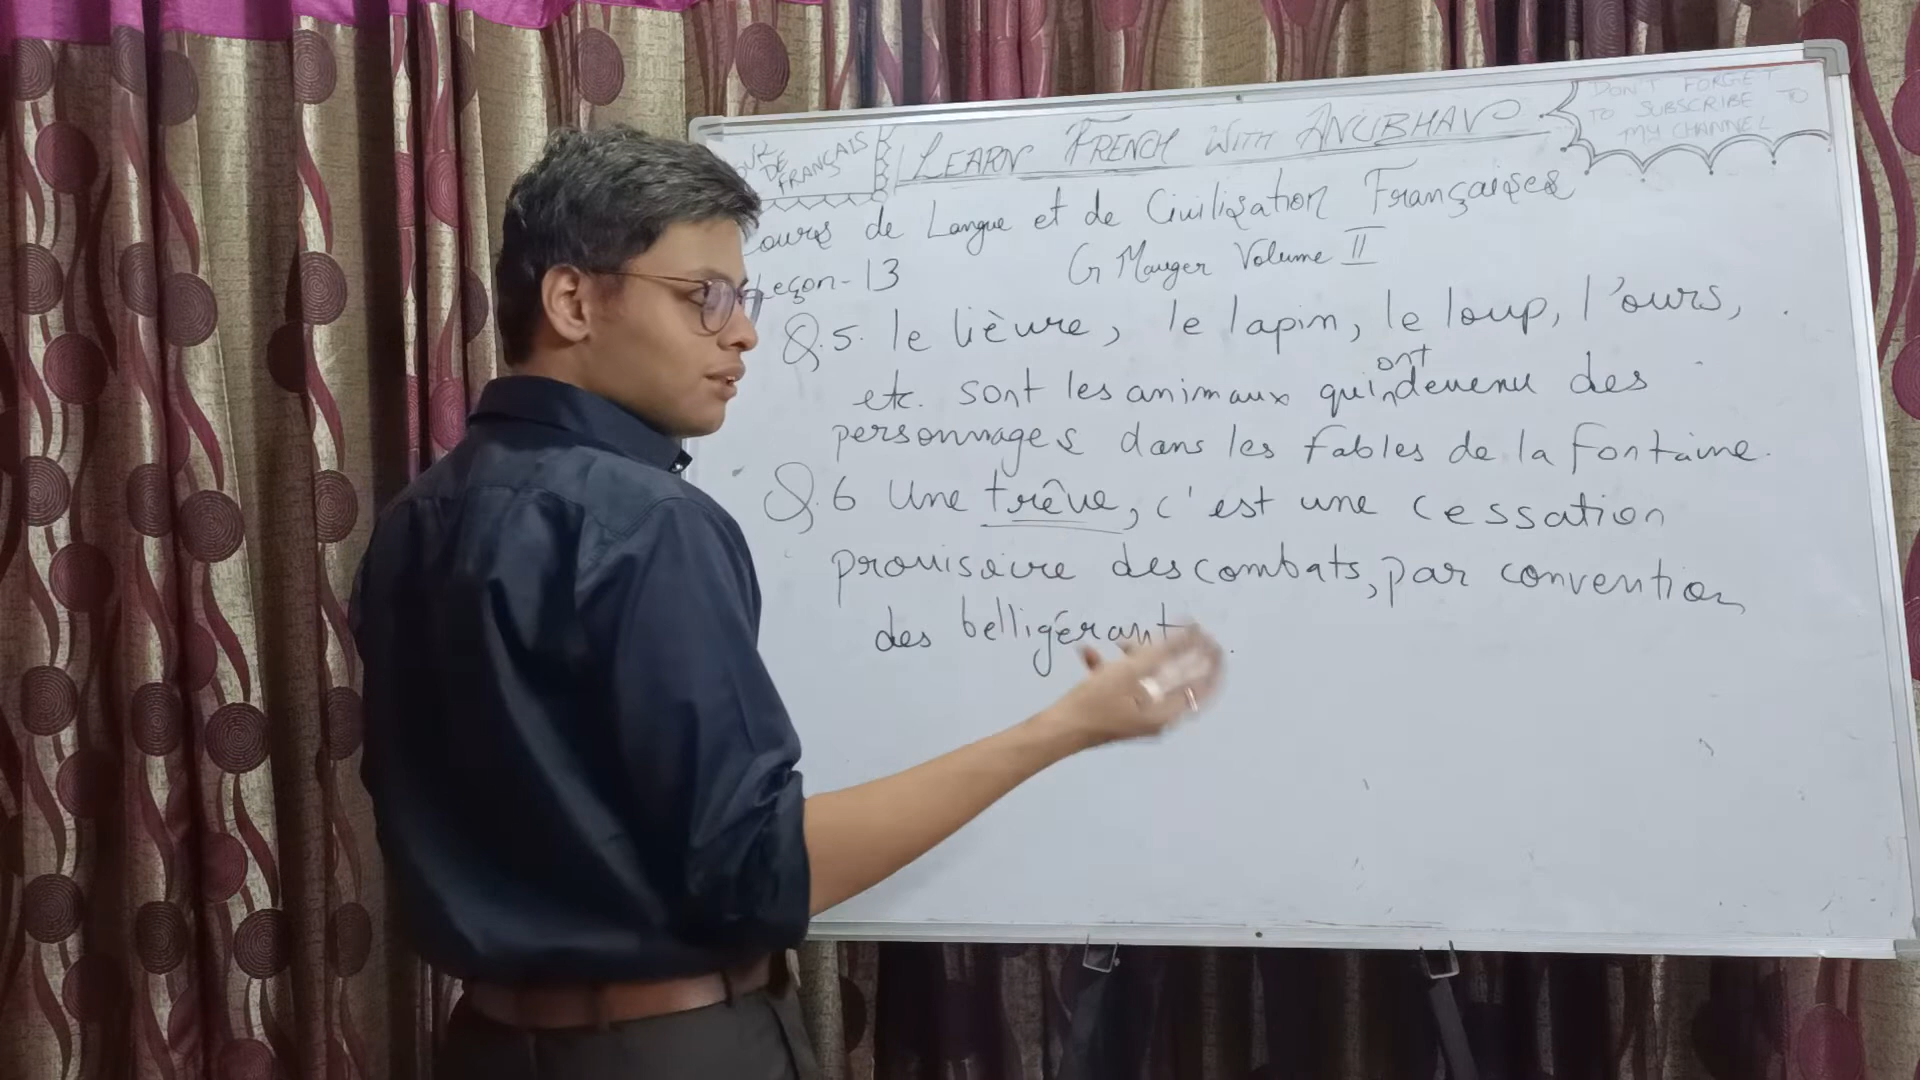 DE FRANÇAIS
LEARN FRENCH WITH ANUBHAV
DON'T FORGET
TO SUBSCRIBE TO
MY CHANNEL
ours de Langue et de Civilisation Françaises
Leçon-13 G Mauger Volume II
Q.5. le lièvre, le lapin, le loup, l'ours,
etc. sont les animaux qui ont devenu des
personnages dans les fables de la Fontaine.
Q.6 Une trêve, c'est une cessation
provisoire des combats, par convention
des belligérant